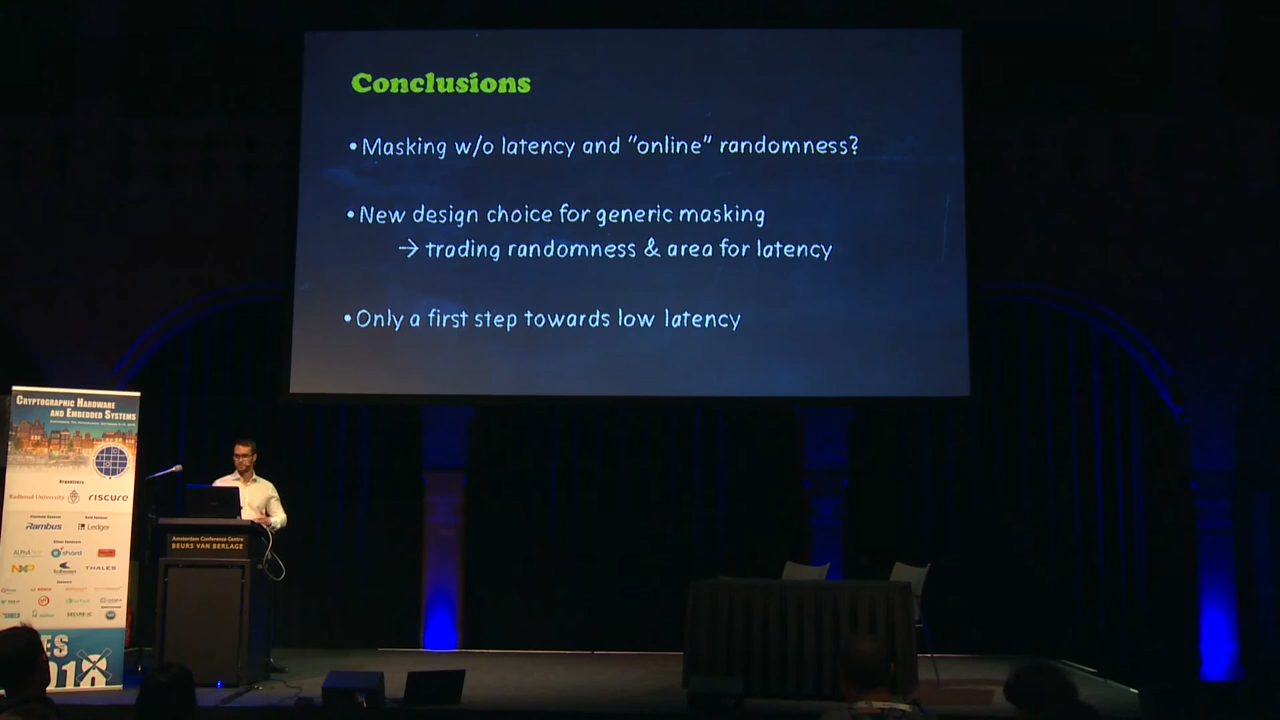 Conclusions
• Masking w/o latency and "online" randomness?
• New design choice for generic masking
→ trading randomness & area for latency
• Only a first step towards low latency
CRYPTOGRAPHIC HARDWARE
AND EMBEDDED SYSTEMS
Organizers
Radboud University
riscure
Rambus
Ledger
eshard
NXP
THALES
Amsterdam Conference Centre
BEURS VAN BERLAGE